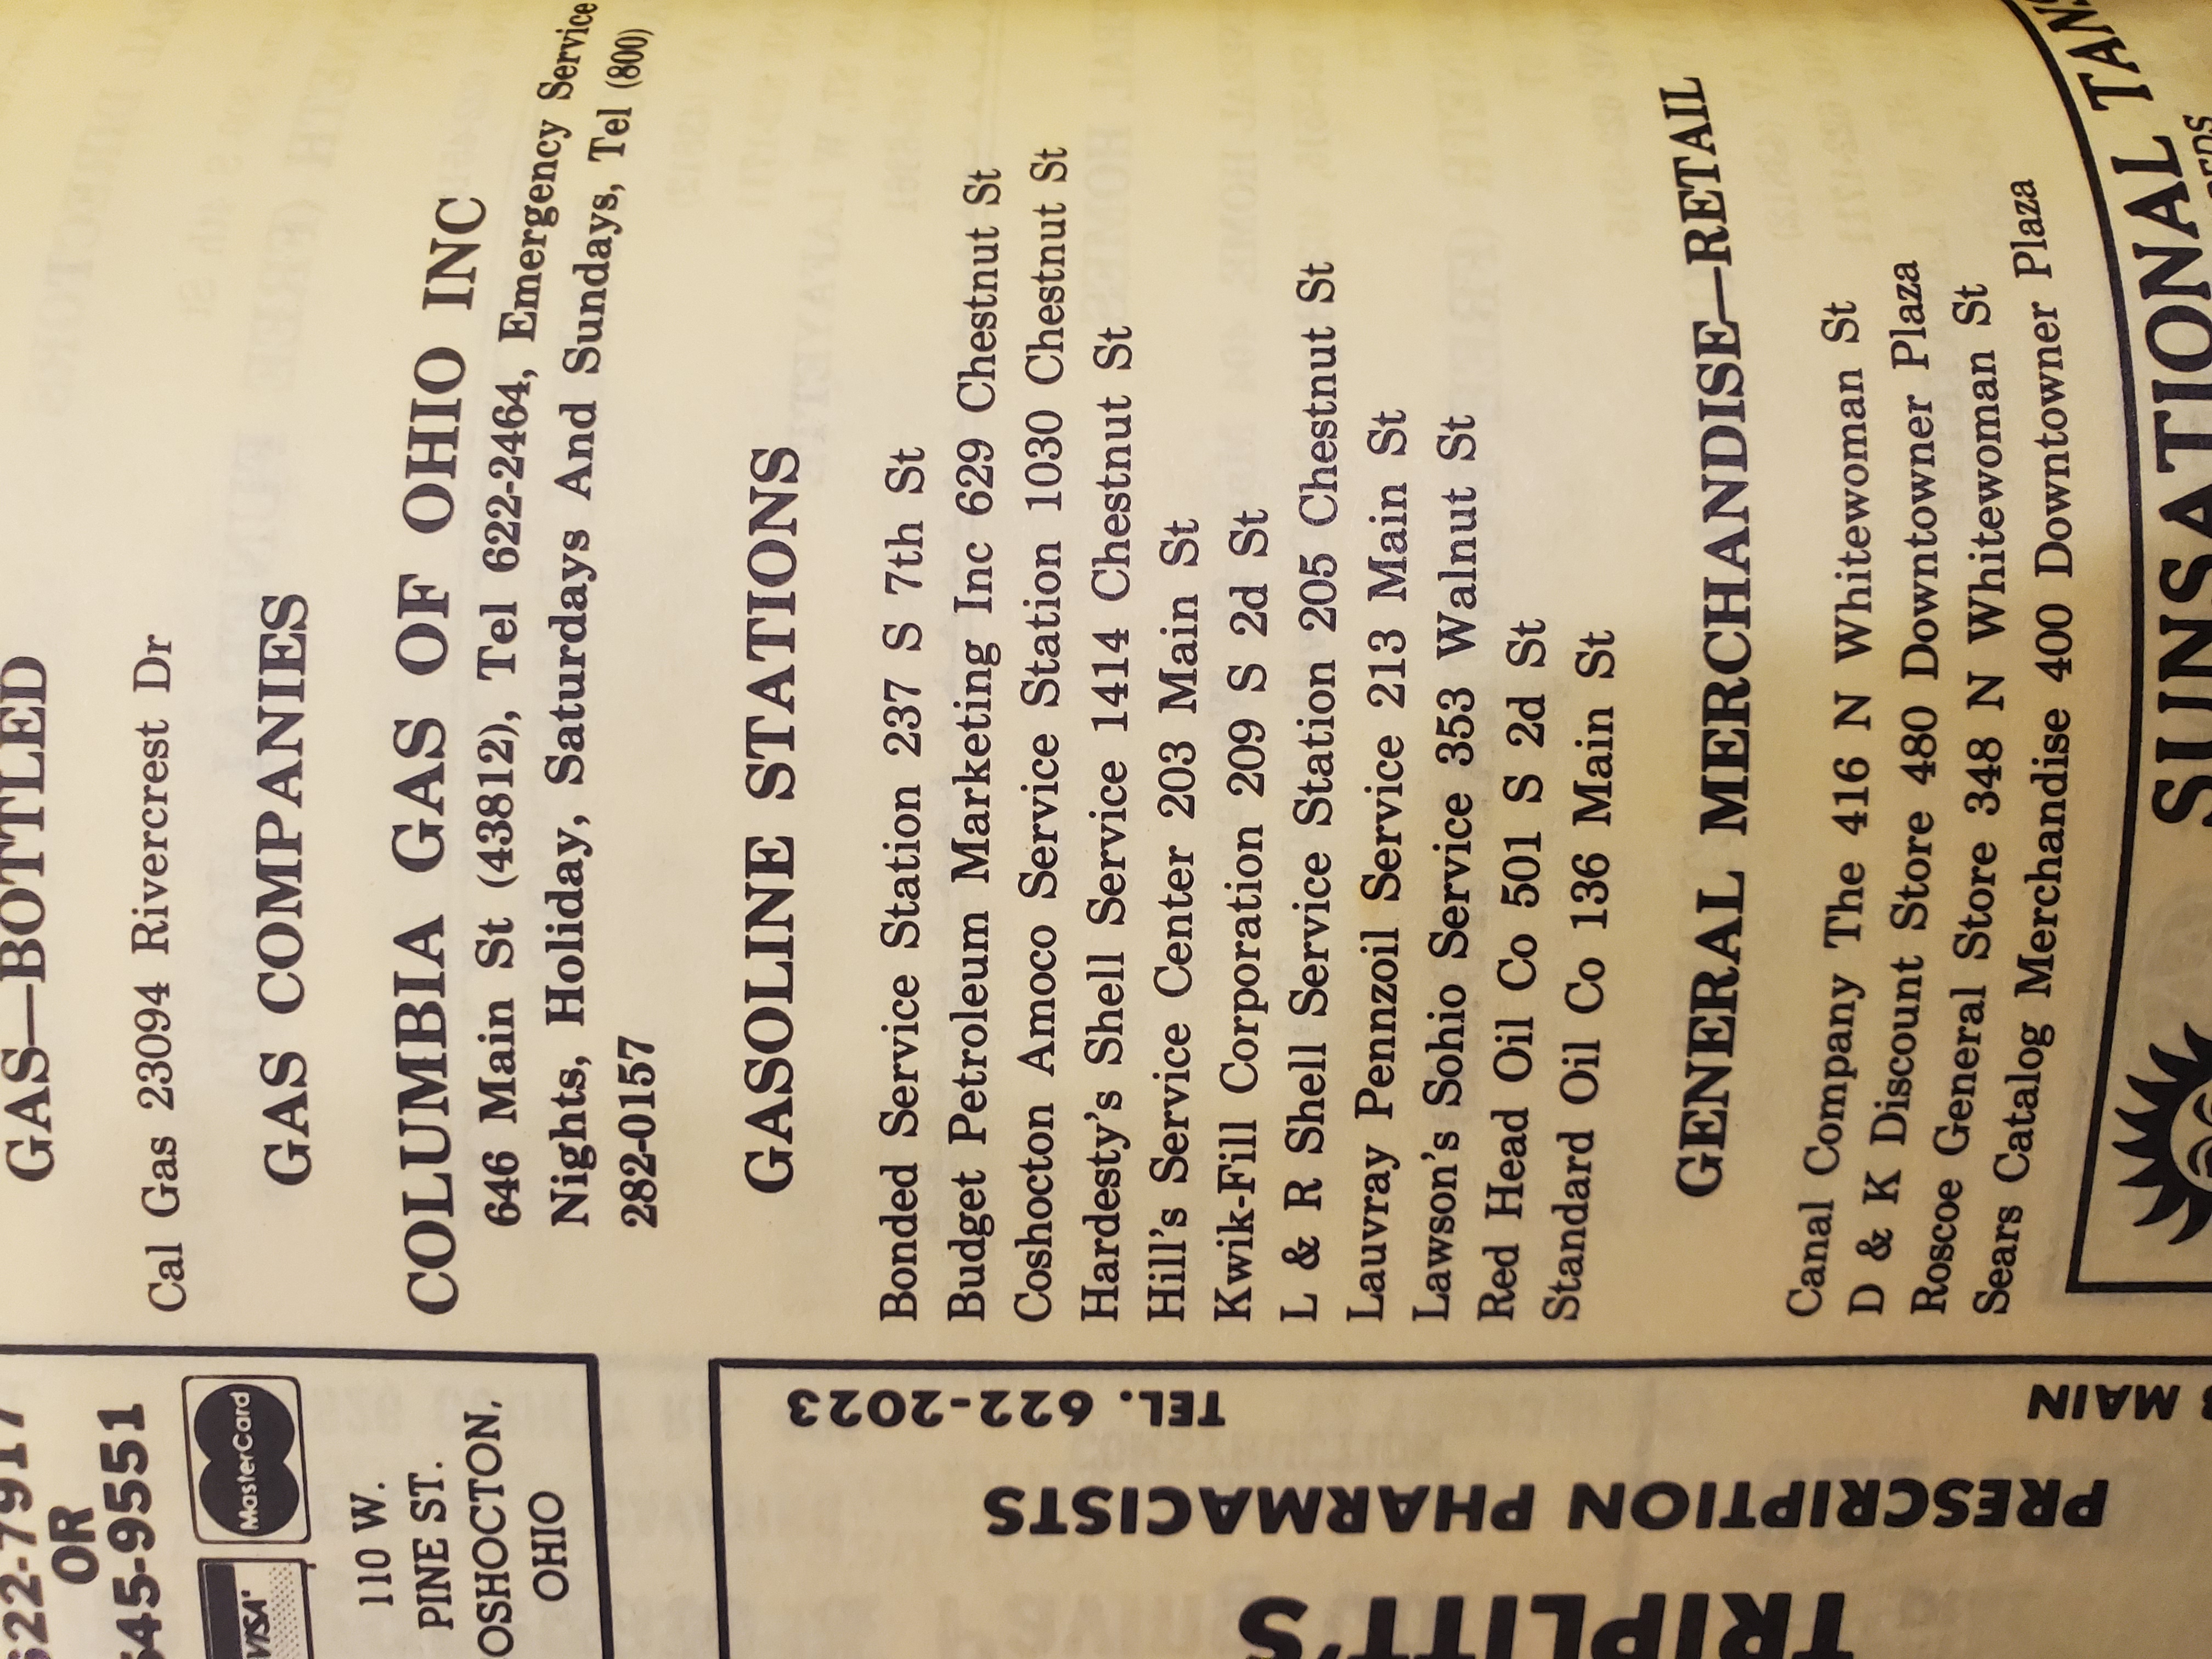 GAS—BOTTLED
Cal Gas 23094 Rivercrest Dr
GAS COMPANIES
COLUMBIA GAS OF OHIO INC
646 Main St (43812), Tel 622-2464, Emergency Service
Nights, Holiday, Saturdays And Sundays, Tel (800)
282-0157
GASOLINE STATIONS
Bonded Service Station 237 S 7th St
Budget Petroleum Marketing Inc 629 Chestnut St
Coshocton Amoco Service Station 1030 Chestnut St
Hardesty's Shell Service 1414 Chestnut St
Hill's Service Center 203 Main St
Kwik-Fill Corporation 209 S 2d St
L & R Shell Service Station 205 Chestnut St
Lauvray Pennzoil Service 213 Main St
Lawson's Sohio Service 353 Walnut St
Red Head Oil Co 501 S 2d St
Standard Oil Co 136 Main St
GENERAL MERCHANDISE—RETAIL
Canal Company The 416 N Whitewoman St
D & K Discount Store 480 Downtowner Plaza
Roscoe General Store 348 N Whitewoman St
Sears Catalog Merchandise 400 Downtowner Plaza
SUNSATIONAL TAN
OR
645-9551
MasterCard
VISA
110 W.
PINE ST.
OSHOCTON,
OHIO
TRIPLITT'S
PRESCRIPTION PHARMACISTS
TEL. 622-2023
MAIN